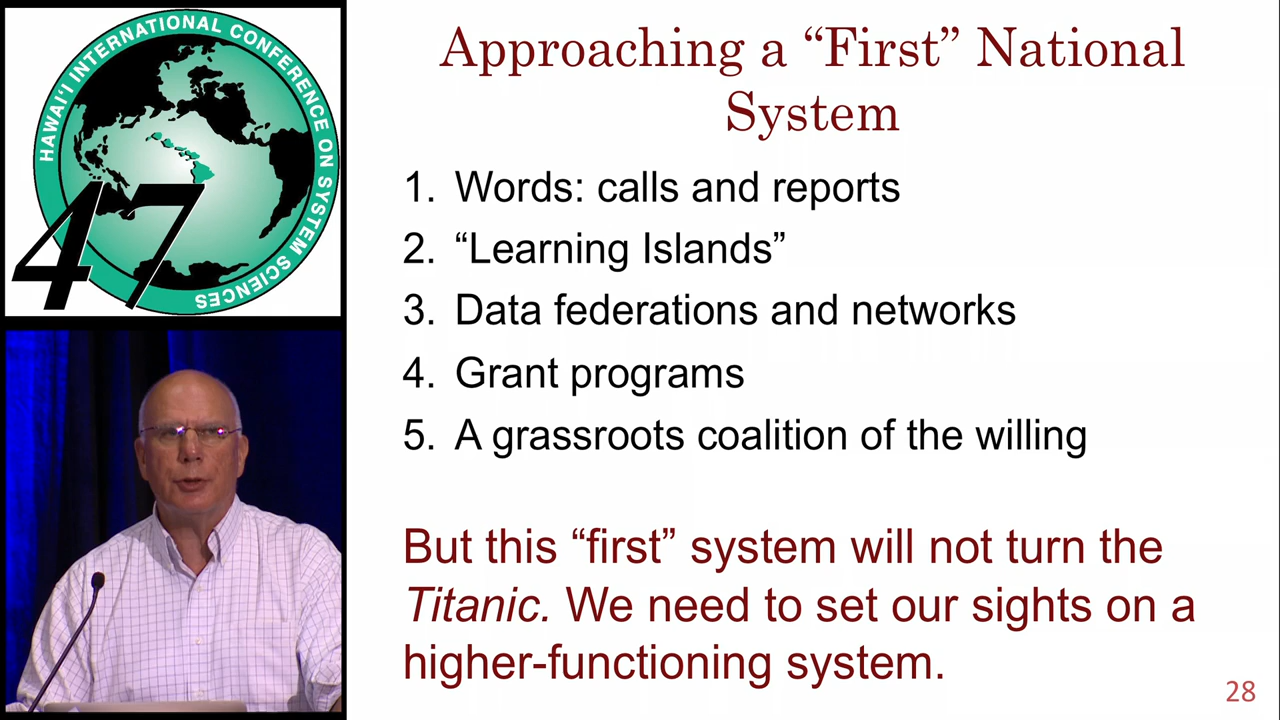 HAWAI'I INTERNATIONAL CONFERENCE ON SYSTEM SCIENCES
47
Approaching a “First” National
System
1. Words: calls and reports
2. “Learning Islands”
3. Data federations and networks
4. Grant programs
5. A grassroots coalition of the willing
But this “first” system will not turn the
Titanic. We need to set our sights on a
higher-functioning system.
28